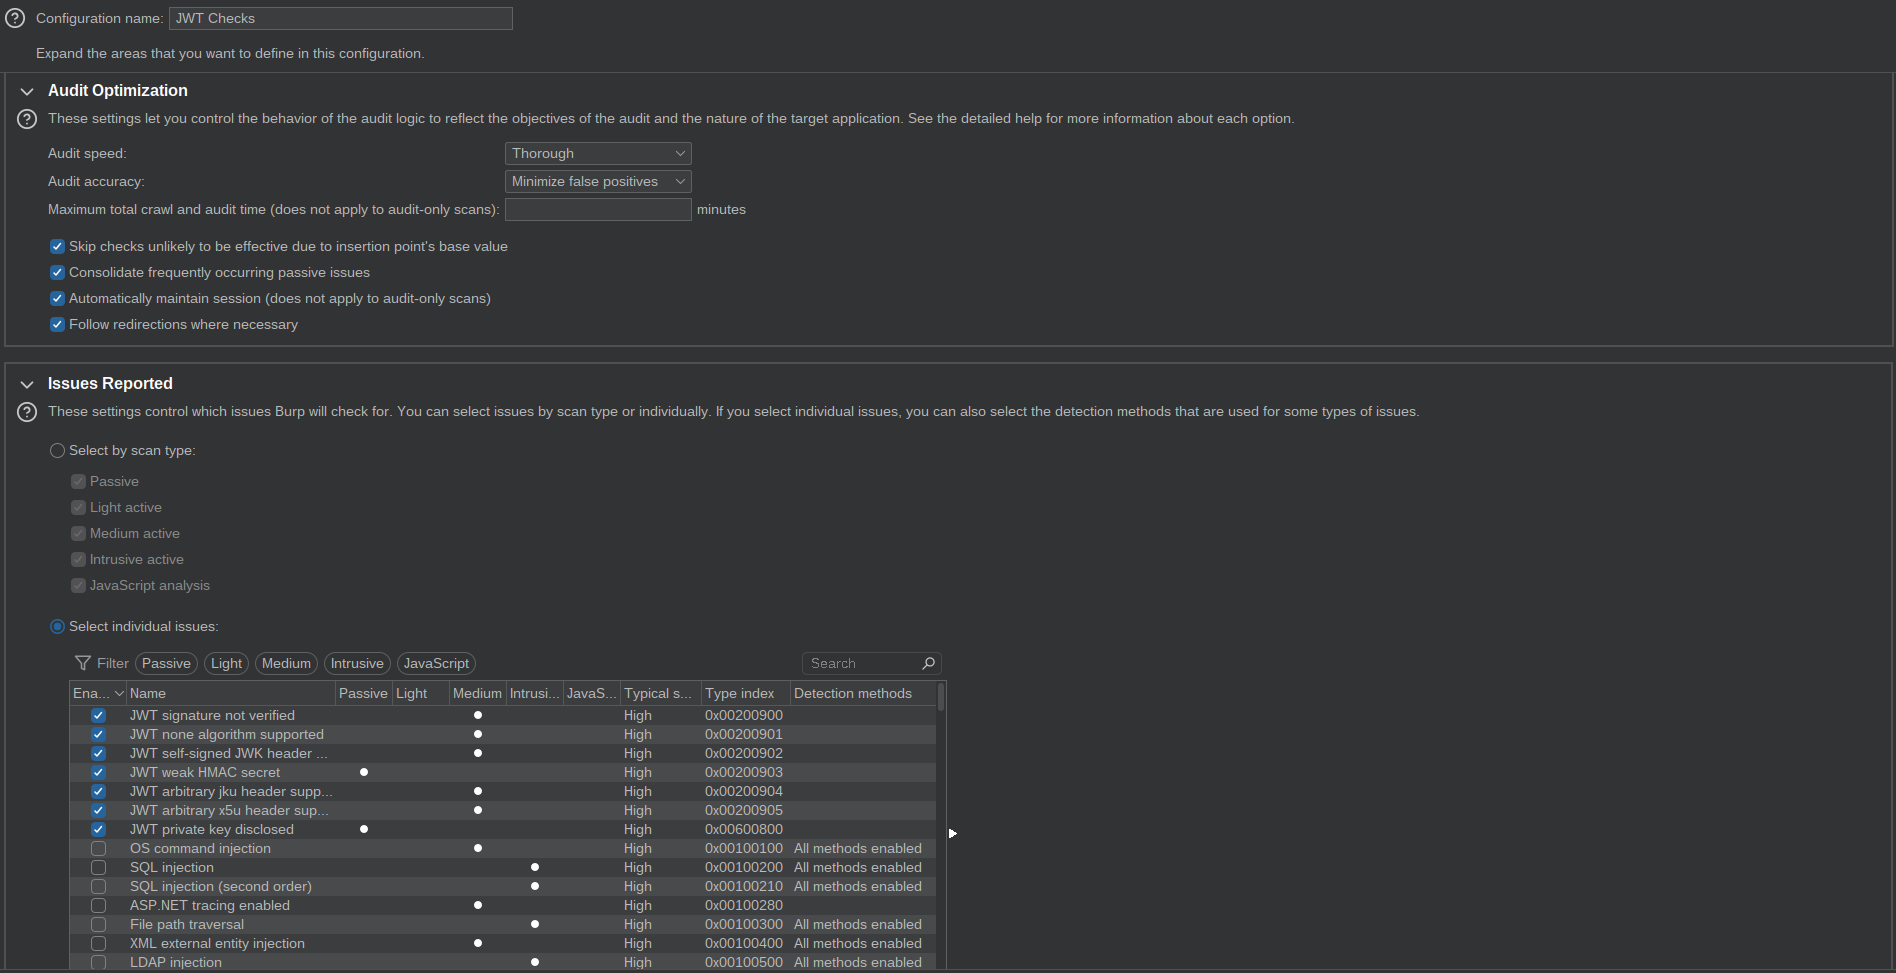 Configuration name: JWT Checks
Expand the areas that you want to define in this configuration.
Audit Optimization
These settings let you control the behavior of the audit logic to reflect the objectives of the audit and the nature of the target application. See the detailed help for more information about each option.
Audit speed: Thorough
Audit accuracy: Minimize false positives
Maximum total crawl and audit time (does not apply to audit-only scans): minutes
Skip checks unlikely to be effective due to insertion point's base value
Consolidate frequently occurring passive issues
Automatically maintain session (does not apply to audit-only scans)
Follow redirections where necessary
Issues Reported
These settings control which issues Burp will check for. You can select issues by scan type or individually. If you select individual issues, you can also select the detection methods that are used for some types of issues.
Select by scan type:
Passive
Light active
Medium active
Intrusive active
JavaScript analysis
Select individual issues:
Filter Passive Light Medium Intrusive JavaScript Search
Ena... Name Passive Light Medium Intrusi... JavaS... Typical s... Type index Detection methods
JWT signature not verified High 0x00200900
JWT none algorithm supported High 0x00200901
JWT self-signed JWK header ... High 0x00200902
JWT weak HMAC secret High 0x00200903
JWT arbitrary jku header supp... High 0x00200904
JWT arbitrary x5u header sup... High 0x00200905
JWT private key disclosed High 0x00600800
OS command injection High 0x00100100 All methods enabled
SQL injection High 0x00100200 All methods enabled
SQL injection (second order) High 0x00100210 All methods enabled
ASP.NET tracing enabled High 0x00100280
File path traversal High 0x00100300 All methods enabled
XML external entity injection High 0x00100400 All methods enabled
LDAP injection High 0x00100500 All methods enabled